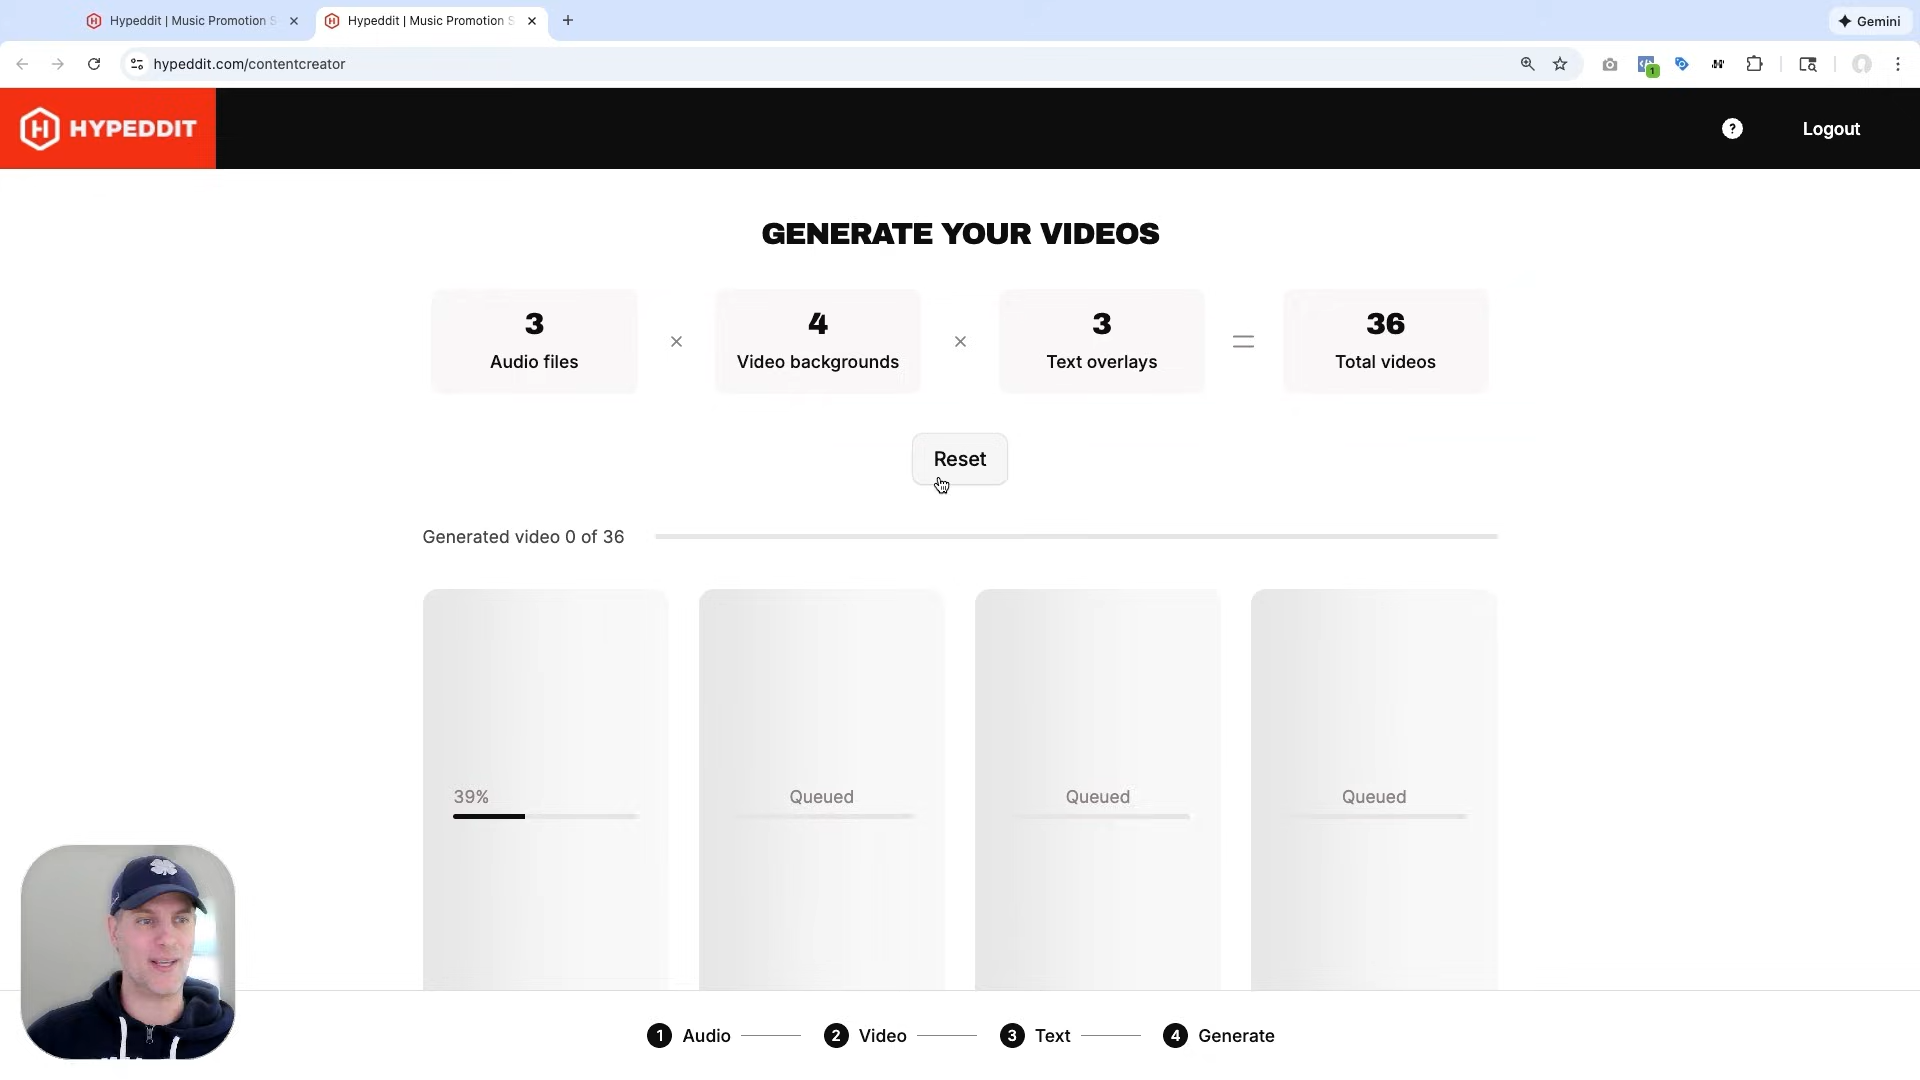 Hypeddit | Music Promotion S
Hypeddit | Music Promotion S
Gemini
hypeddit.com/contentcreator
1
HYPEDDIT
?
Logout
GENERATE YOUR VIDEOS
3
Audio files
×
4
Video backgrounds
×
3
Text overlays
=
36
Total videos
Reset
Generated video 0 of 36
39%
Queued
Queued
Queued
1 Audio
2 Video
3 Text
4 Generate